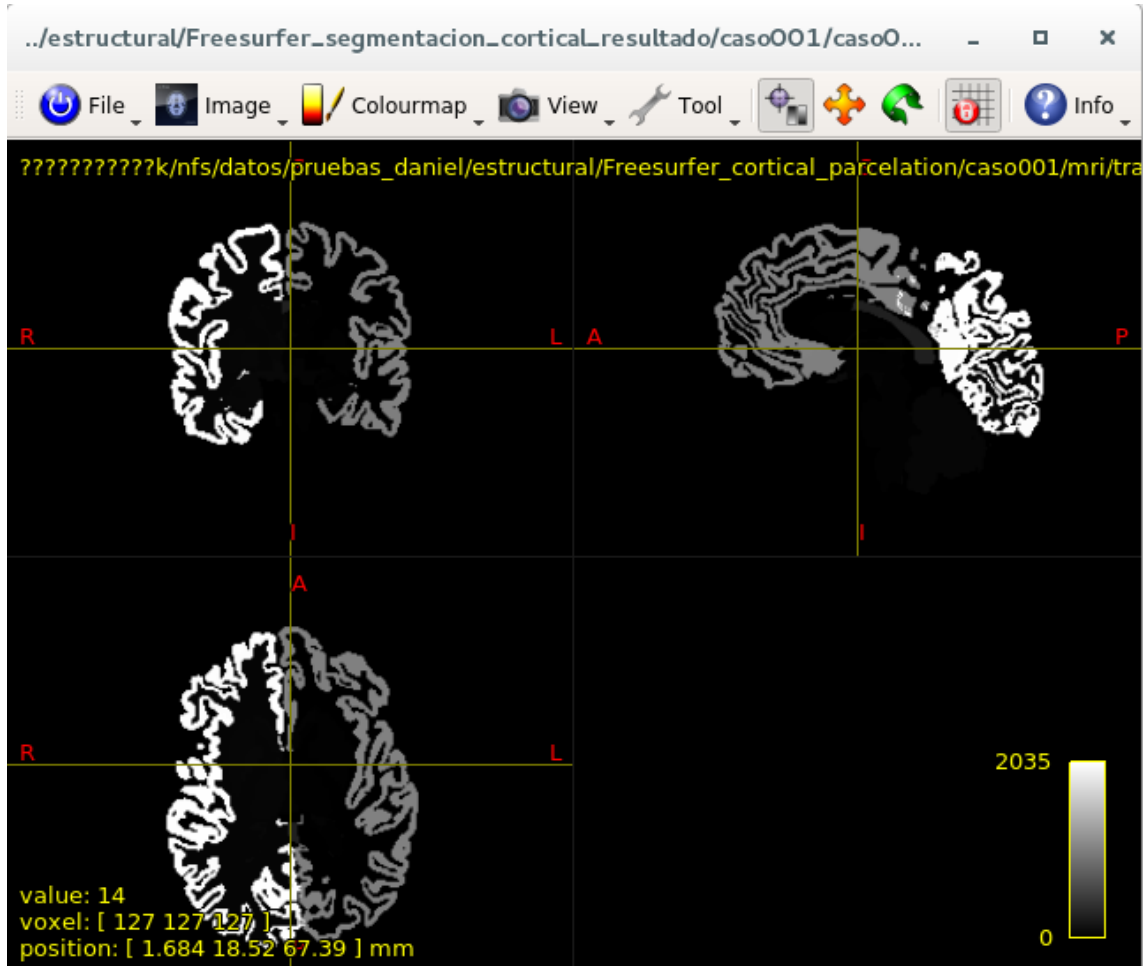 ../estructural/Freesurfer_segmentacion_cortical_resultado/caso001/caso0...
File Image Colourmap View Tool Info
???????????k/nfs/datos/pruebas_daniel/estructural/Freesurfer_cortical_parcelation/caso001/mri/tra
R L A P
I I
A
R L
2035
value: 14
voxel: [ 127 127 127 ]
position: [ 1.684 18.52 67.39 ] mm
0